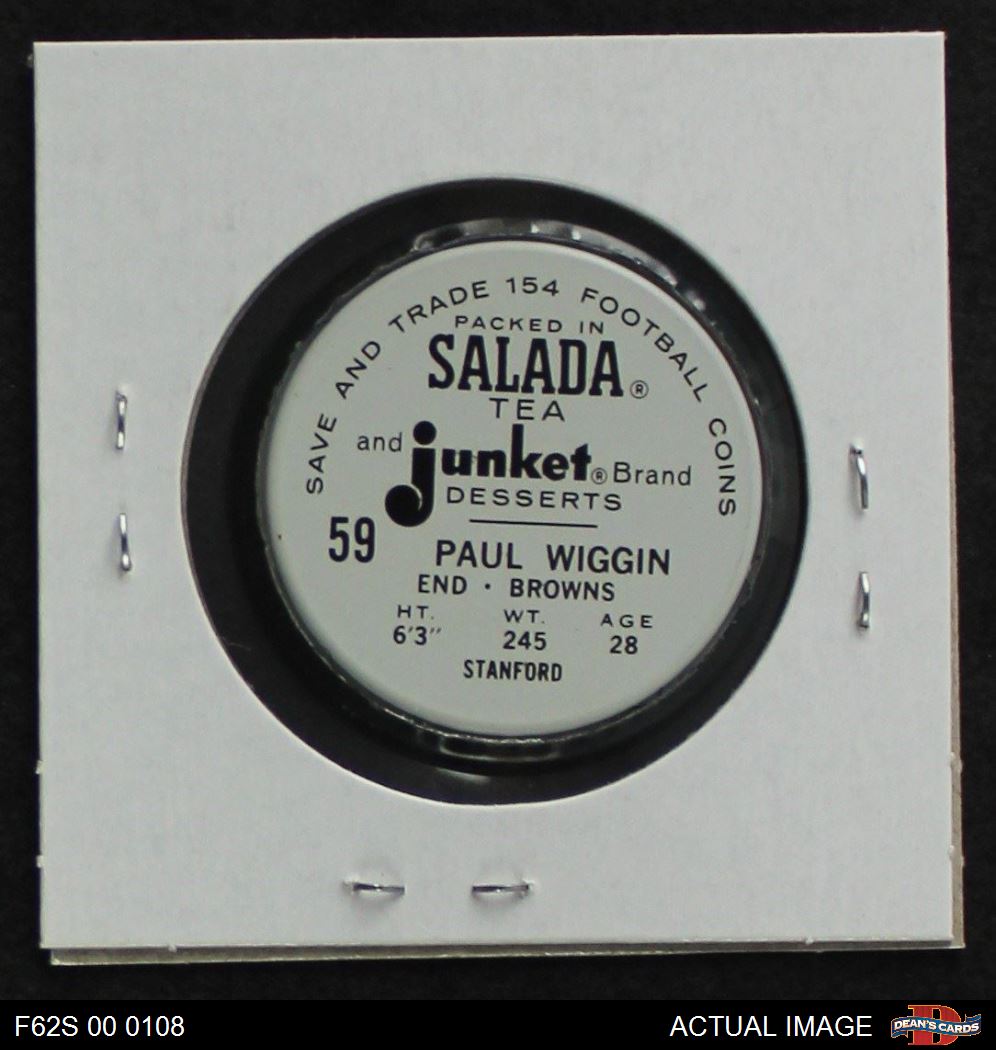 SAVE AND TRADE 154 FOOTBALL COINS
PACKED IN
SALADA®
TEA
and junket® Brand
DESSERTS
59
PAUL WIGGIN
END · BROWNS
HT. WT. AGE
6'3" 245 28
STANFORD
F62S 00 0108 ACTUAL IMAGE
DEAN'S CARDS